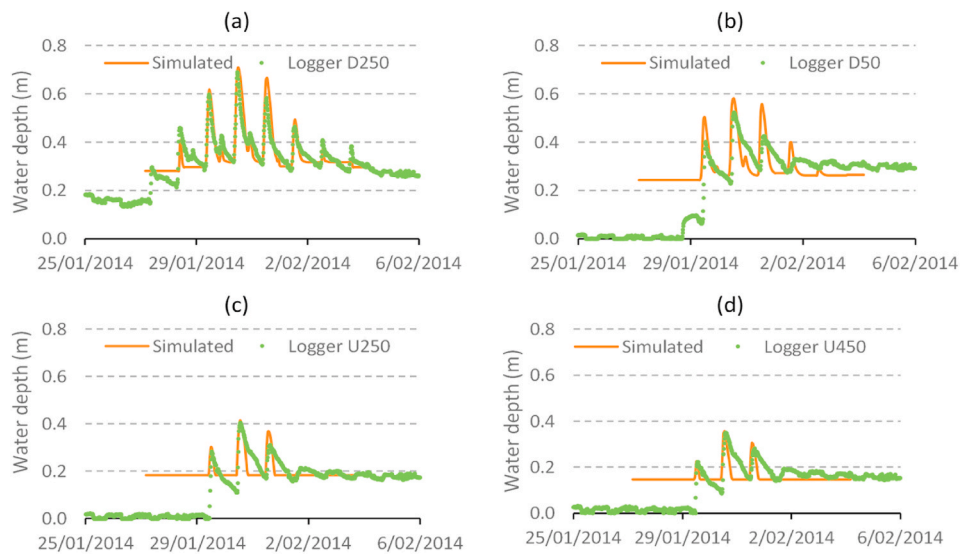 (a)
0.8
Simulated Logger D250
0.6
0.4
0.2
0.0
Water depth (m)
25/01/2014 29/01/2014 2/02/2014 6/02/2014
(b)
0.8
Simulated Logger D50
0.6
0.4
0.2
0.0
Water depth (m)
25/01/2014 29/01/2014 2/02/2014 6/02/2014
(c)
0.8
Simulated Logger U250
0.6
0.4
0.2
0.0
Water depth (m)
25/01/2014 29/01/2014 2/02/2014 6/02/2014
(d)
0.8
Simulated Logger U450
0.6
0.4
0.2
0.0
Water depth (m)
25/01/2014 29/01/2014 2/02/2014 6/02/2014